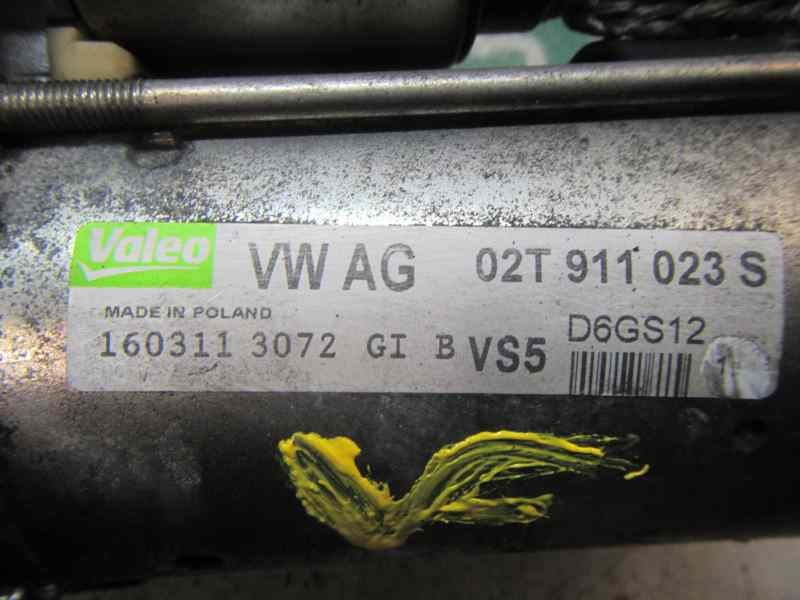 Valeo VW AG 02T 911 023 S
MADE IN POLAND
160311 3072 GI B VS5 D6GS12